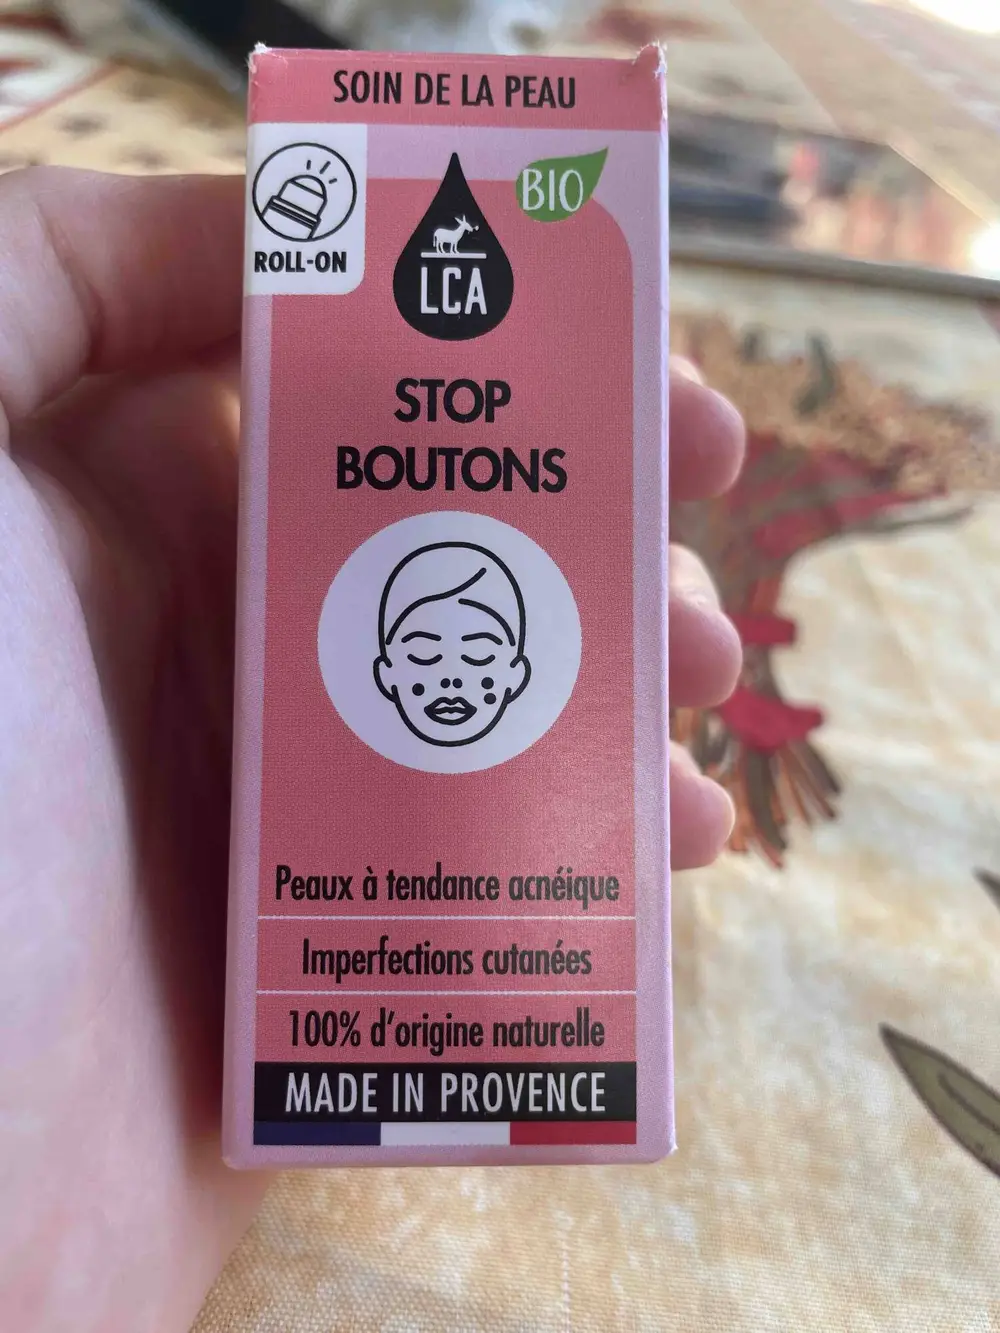 SOIN DE LA PEAU
BIO
ROLL-ON
LCA
STOP
BOUTONS
Peaux à tendance acnéique
Imperfections cutanées
100% d'origine naturelle
MADE IN PROVENCE